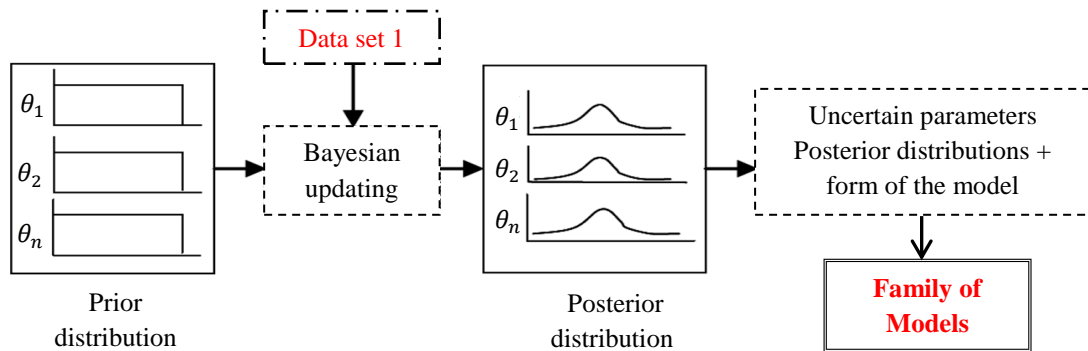 Data set 1
θ1
θ2
θn
Prior
distribution
Bayesian
updating
θ1
θ2
θn
Posterior
distribution
Uncertain parameters
Posterior distributions +
form of the model
Family of
Models